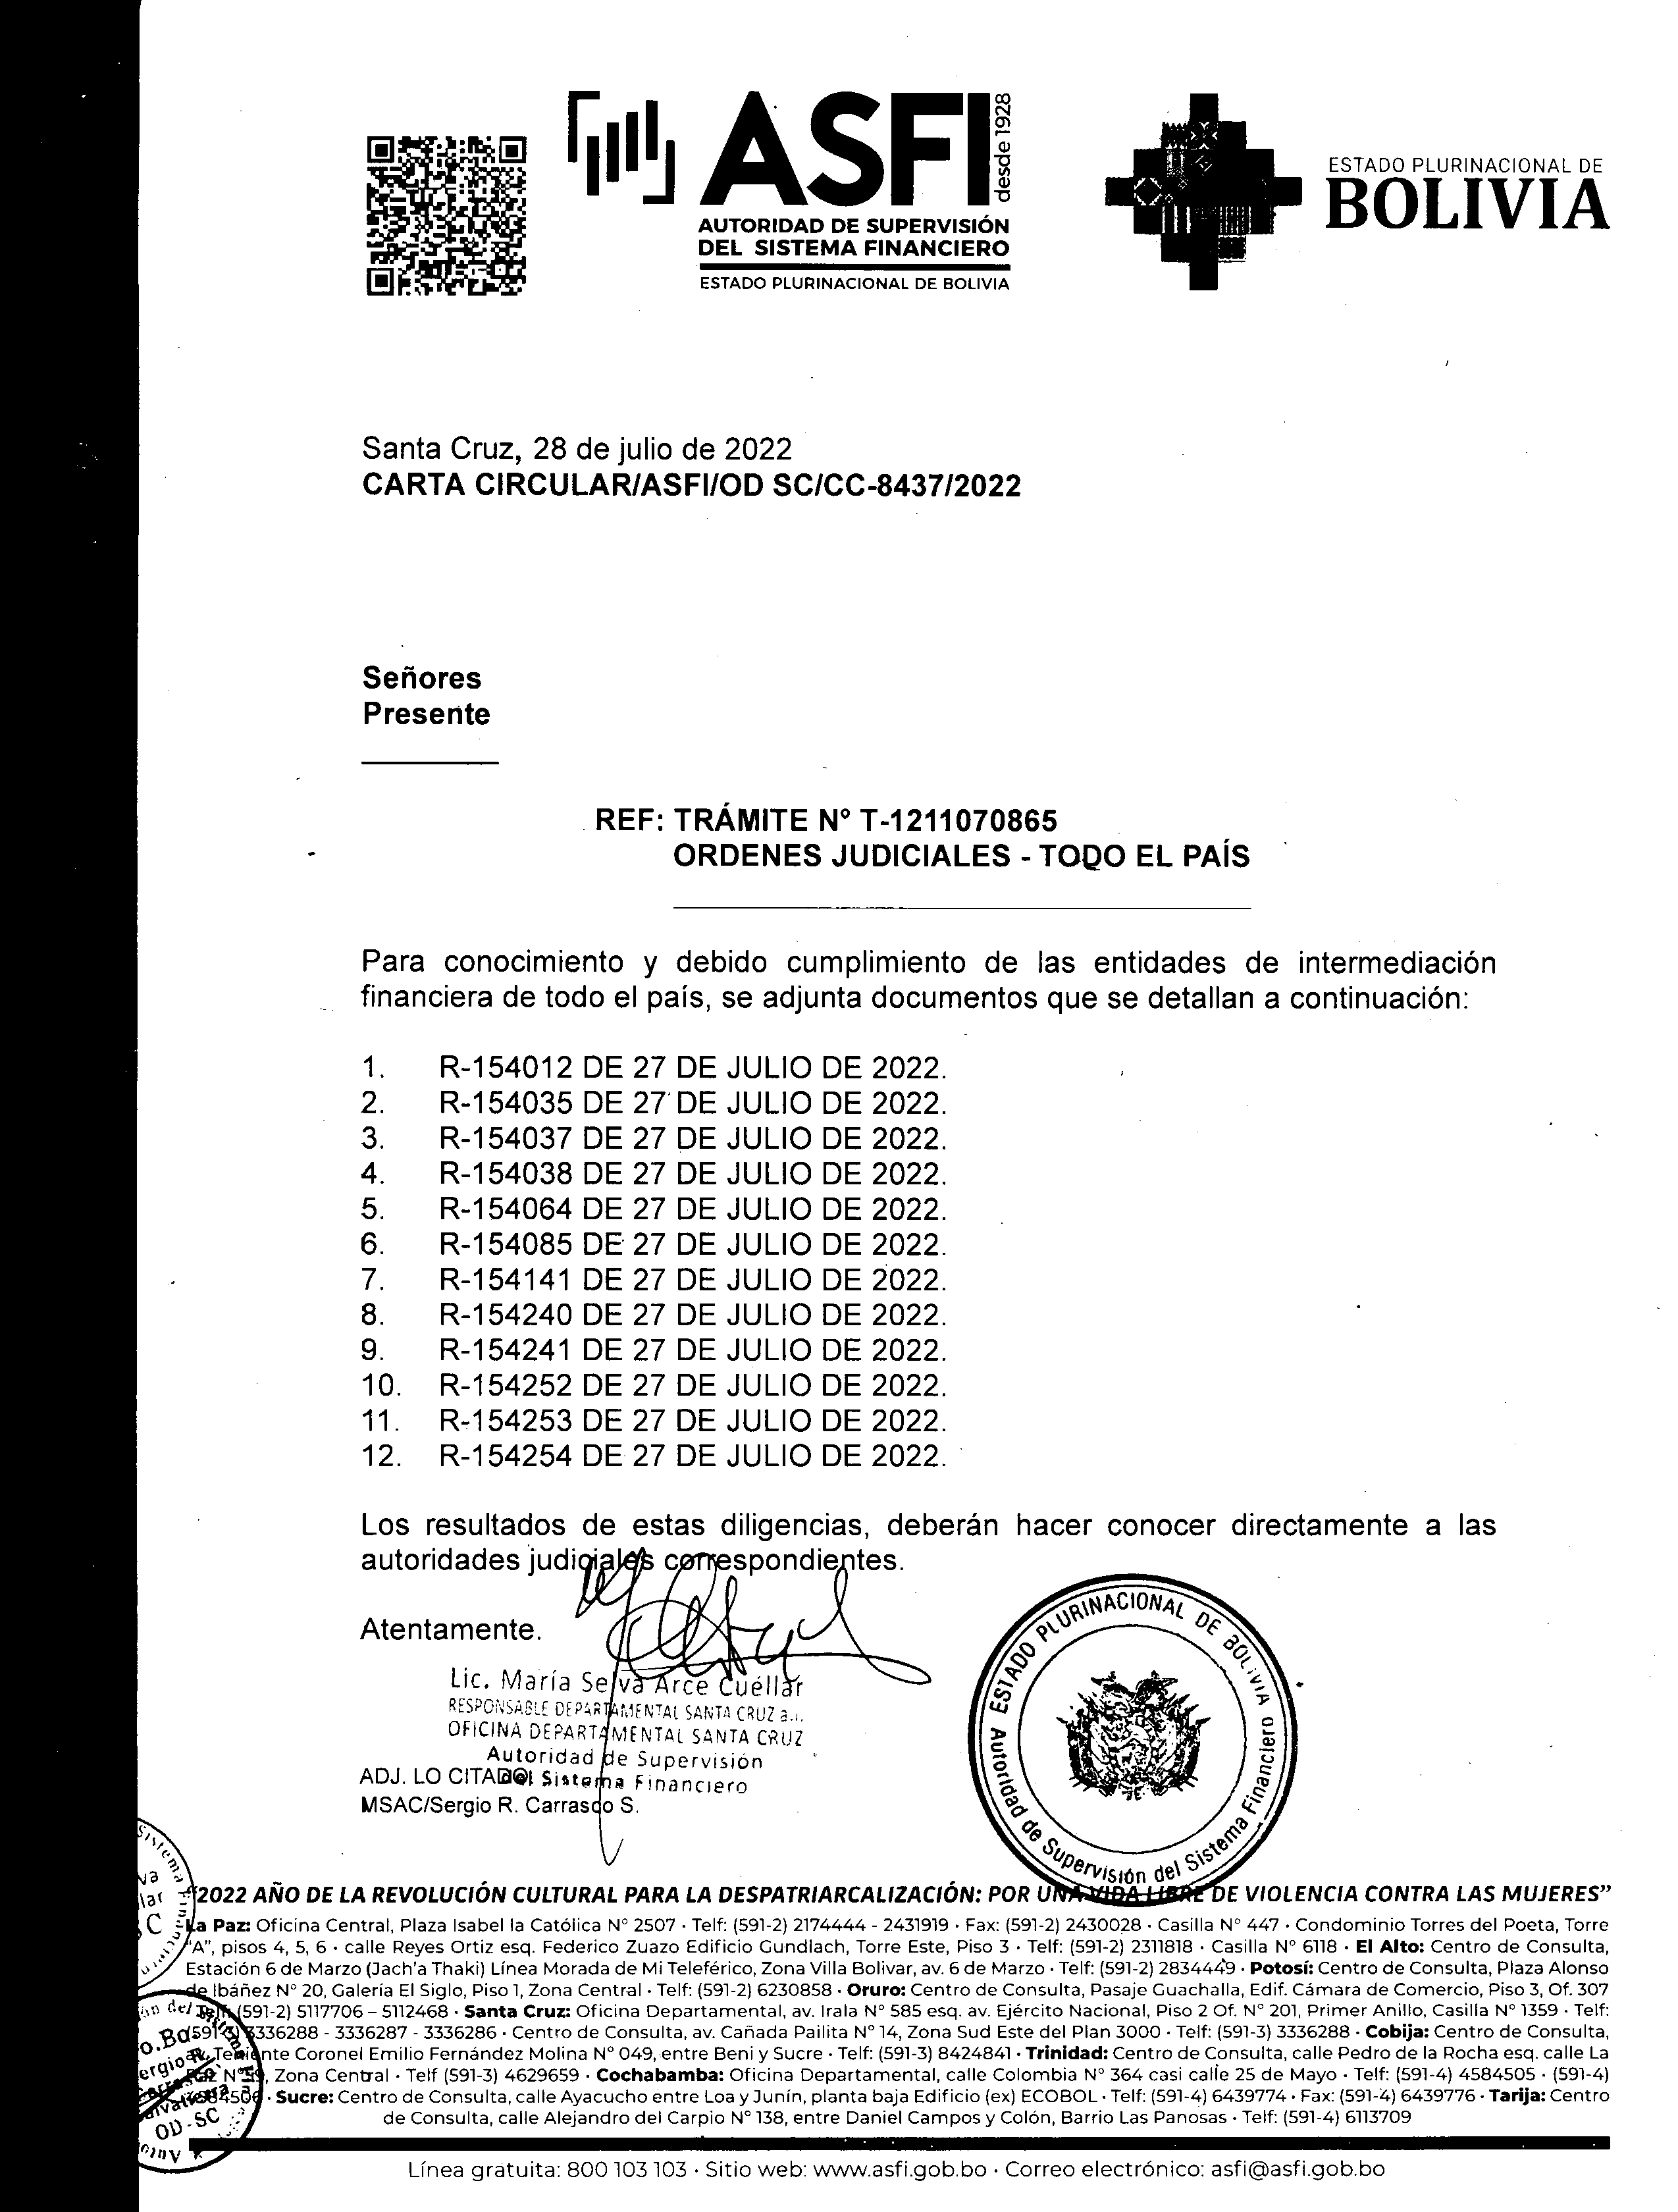 ASFI
desde 1928
AUTORIDAD DE SUPERVISIÓN
DEL SISTEMA FINANCIERO
ESTADO PLURINACIONAL DE BOLIVIA
ESTADO PLURINACIONAL DE
BOLIVIA
Santa Cruz, 28 de julio de 2022
CARTA CIRCULAR/ASFI/OD SC/CC-8437/2022
Señores
Presente
REF: TRÁMITE Nº T-1211070865
ORDENES JUDICIALES - TODO EL PAÍS
Para conocimiento y debido cumplimiento de las entidades de intermediación
financiera de todo el país, se adjunta documentos que se detallan a continuación:
1. R-154012 DE 27 DE JULIO DE 2022.
2. R-154035 DE 27 DE JULIO DE 2022.
3. R-154037 DE 27 DE JULIO DE 2022.
4. R-154038 DE 27 DE JULIO DE 2022.
5. R-154064 DE 27 DE JULIO DE 2022.
6. R-154085 DE 27 DE JULIO DE 2022.
7. R-154141 DE 27 DE JULIO DE 2022.
8. R-154240 DE 27 DE JULIO DE 2022.
9. R-154241 DE 27 DE JULIO DE 2022.
10. R-154252 DE 27 DE JULIO DE 2022.
11. R-154253 DE 27 DE JULIO DE 2022.
12. R-154254 DE 27 DE JULIO DE 2022.
Los resultados de estas diligencias, deberán hacer conocer directamente a las
autoridades judiciales correspondientes.
Atentamente.
Lic. María Selva Arce Cuéllar
RESPONSABLE DEPARTAMENTAL SANTA CRUZ a.i.
OFICINA DEPARTAMENTAL SANTA CRUZ
Autoridad de Supervisión
del Sistema Financiero
ADJ. LO CITADO
MSAC/Sergio R. Carrasco S.
ESTADO PLURINACIONAL DE BOLIVIA
Autoridad de Supervisión del Sistema Financiero
“2022 AÑO DE LA REVOLUCIÓN CULTURAL PARA LA DESPATRIARCALIZACIÓN: POR UNA VIDA LIBRE DE VIOLENCIA CONTRA LAS MUJERES”
La Paz: Oficina Central, Plaza Isabel la Católica Nº 2507 · Telf: (591-2) 2174444 - 2431919 · Fax: (591-2) 2430028 · Casilla Nº 447 · Condominio Torres del Poeta, Torre
“A”, pisos 4, 5, 6 · calle Reyes Ortiz esq. Federico Zuazo Edificio Gundlach, Torre Este, Piso 3 · Telf: (591-2) 2311818 · Casilla Nº 6118 · El Alto: Centro de Consulta,
Estación 6 de Marzo (Jach’a Thaki) Línea Morada de Mi Teleférico, Zona Villa Bolivar, av. 6 de Marzo · Telf: (591-2) 2834449 · Potosí: Centro de Consulta, Plaza Alonso
de Ibáñez Nº 20, Galería El Siglo, Piso 1, Zona Central · Telf: (591-2) 6230858 · Oruro: Centro de Consulta, Pasaje Guachalla, Edif. Cámara de Comercio, Piso 3, Of. 307
Telf: (591-2) 5117706 – 5112468 · Santa Cruz: Oficina Departamental, av. Irala Nº 585 esq. av. Ejército Nacional, Piso 2 Of. Nº 201, Primer Anillo, Casilla Nº 1359 · Telf:
(591-3) 3336288 - 3336287 - 3336286 · Centro de Consulta, av. Cañada Pailita Nº 14, Zona Sud Este del Plan 3000 · Telf: (591-3) 3336288 · Cobija: Centro de Consulta,
Teniente Coronel Emilio Fernández Molina Nº 049, entre Beni y Sucre · Telf: (591-3) 8424841 · Trinidad: Centro de Consulta, calle Pedro de la Rocha esq. calle La
Zona Central · Telf (591-3) 4629659 · Cochabamba: Oficina Departamental, calle Colombia Nº 364 casi calle 25 de Mayo · Telf: (591-4) 4584505 · (591-4)
4584506 · Sucre: Centro de Consulta, calle Ayacucho entre Loa y Junín, planta baja Edificio (ex) ECOBOL · Telf: (591-4) 6439774 · Fax: (591-4) 6439776 · Tarija: Centro
de Consulta, calle Alejandro del Carpio Nº 138, entre Daniel Campos y Colón, Barrio Las Panosas · Telf: (591-4) 6113709
OD-SC
Línea gratuita: 800 103 103 · Sitio web: www.asfi.gob.bo · Correo electrónico: asfi@asfi.gob.bo